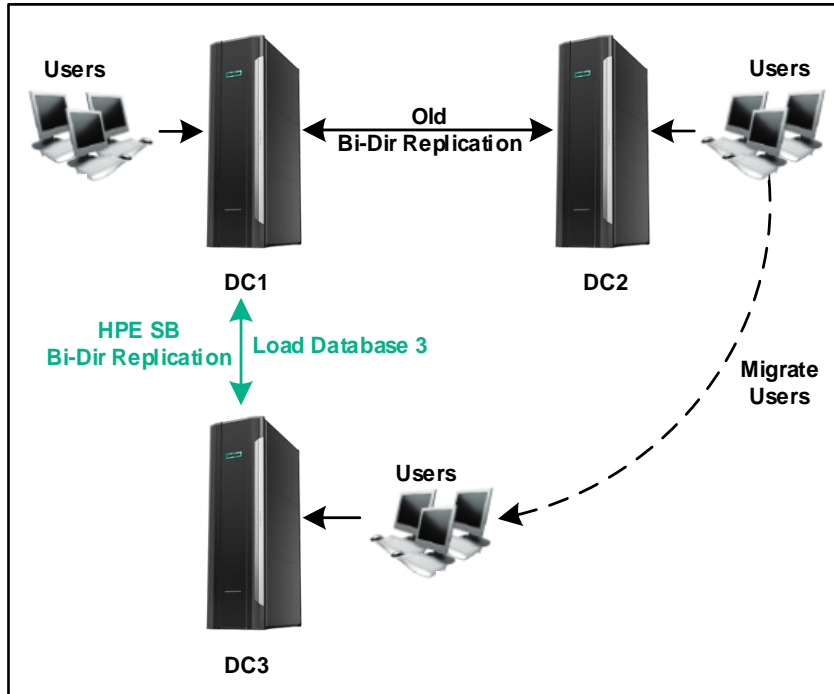 Users
Users
Old
Bi-Dir Replication
DC1
DC2
HPE SB
Bi-Dir Replication
Load Database 3
Migrate
Users
Users
DC3